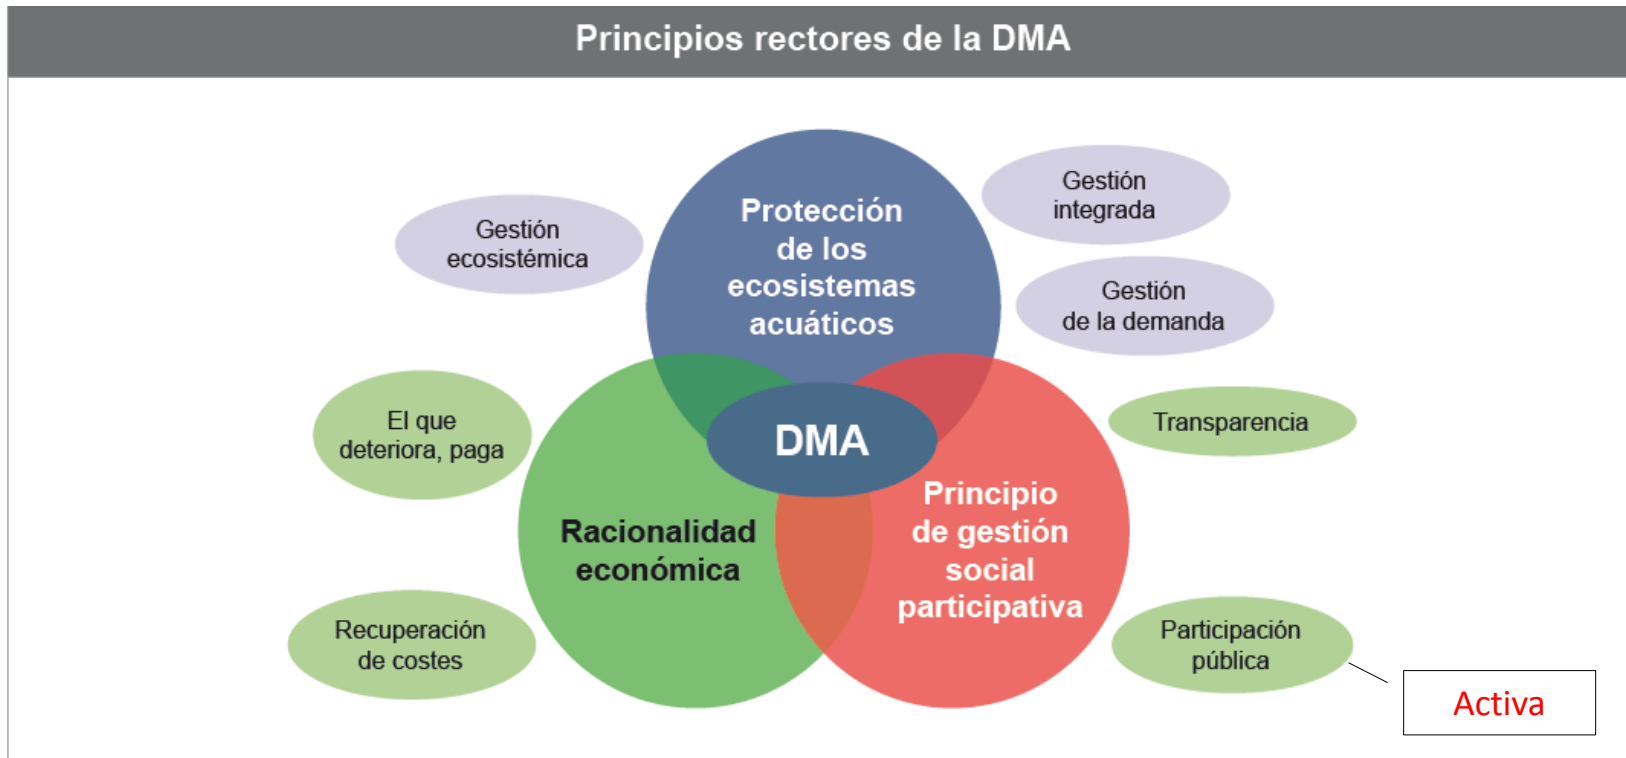 Principios rectores de la DMA
Gestión
ecosistémica
Protección
de los
ecosistemas
acuáticos
Gestión
integrada
Gestión
de la demanda
El que
deteriora, paga
DMA
Transparencia
Racionalidad
económica
Principio
de gestión
social
participativa
Recuperación
de costes
Participación
pública
Activa